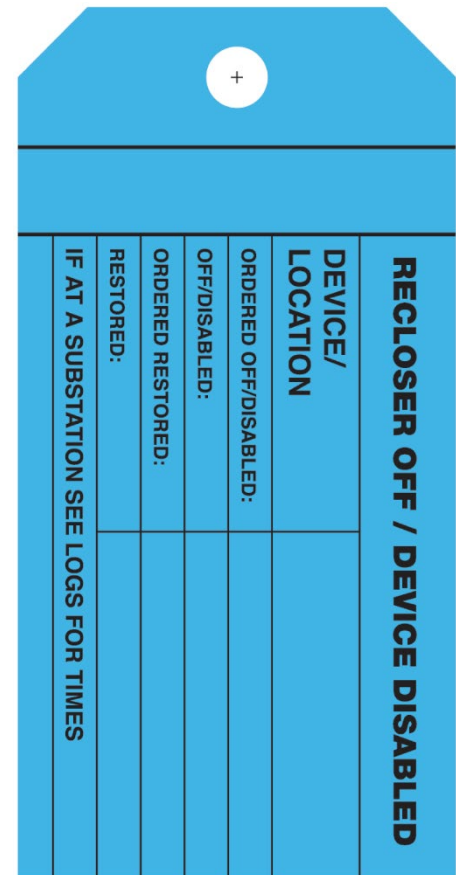 RECLOSER OFF / DEVICE DISABLED
DEVICE/
LOCATION
ORDERED OFF/DISABLED:
OFF/DISABLED:
ORDERED RESTORED:
RESTORED:
IF AT A SUBSTATION SEE LOGS FOR TIMES